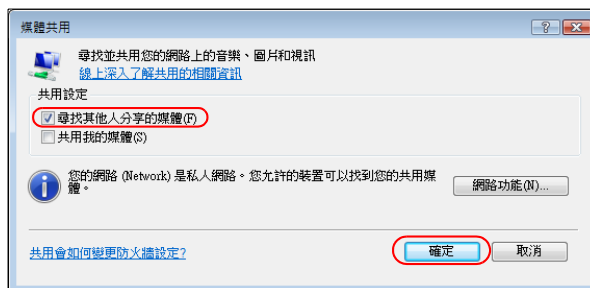 媒體共用
尋找並共用您的網路上的音樂、圖片和視訊
線上深入了解共用的相關資訊
共用設定
尋找其他人分享的媒體(F)
共用我的媒體(S)
您的網路 (Network) 是私人網路。您允許的裝置可以找到您的共用媒
體。
網路功能(N)...
共用會如何變更防火牆設定?
確定
取消